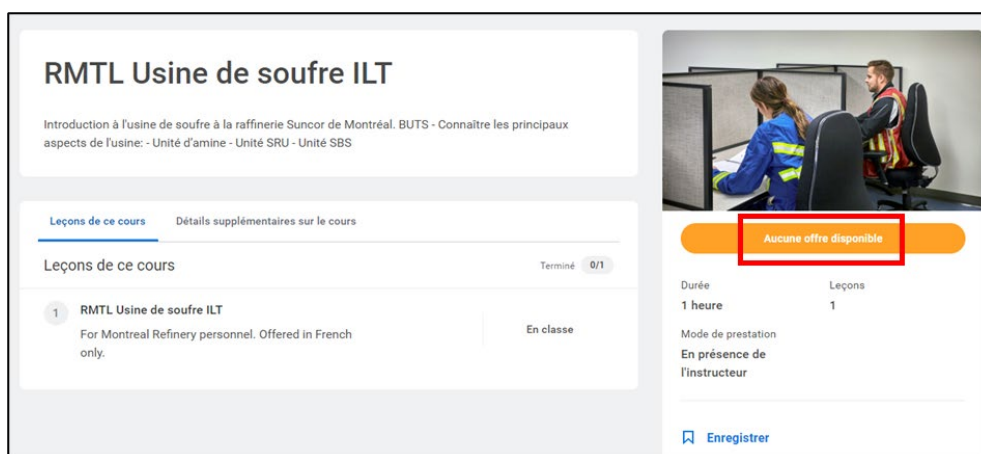 RMTL Usine de soufre ILT
Introduction à l'usine de soufre à la raffinerie Suncor de Montréal. BUTS - Connaître les principaux
aspects de l'usine: - Unité d'amine - Unité SRU - Unité SBS
Leçons de ce cours
Détails supplémentaires sur le cours
Leçons de ce cours
Terminé 0/1
1
RMTL Usine de soufre ILT
For Montreal Refinery personnel. Offered in French
only.
En classe
Aucune offre disponible
Durée
1 heure
Leçons
1
Mode de prestation
En présence de
l'instructeur
Enregistrer